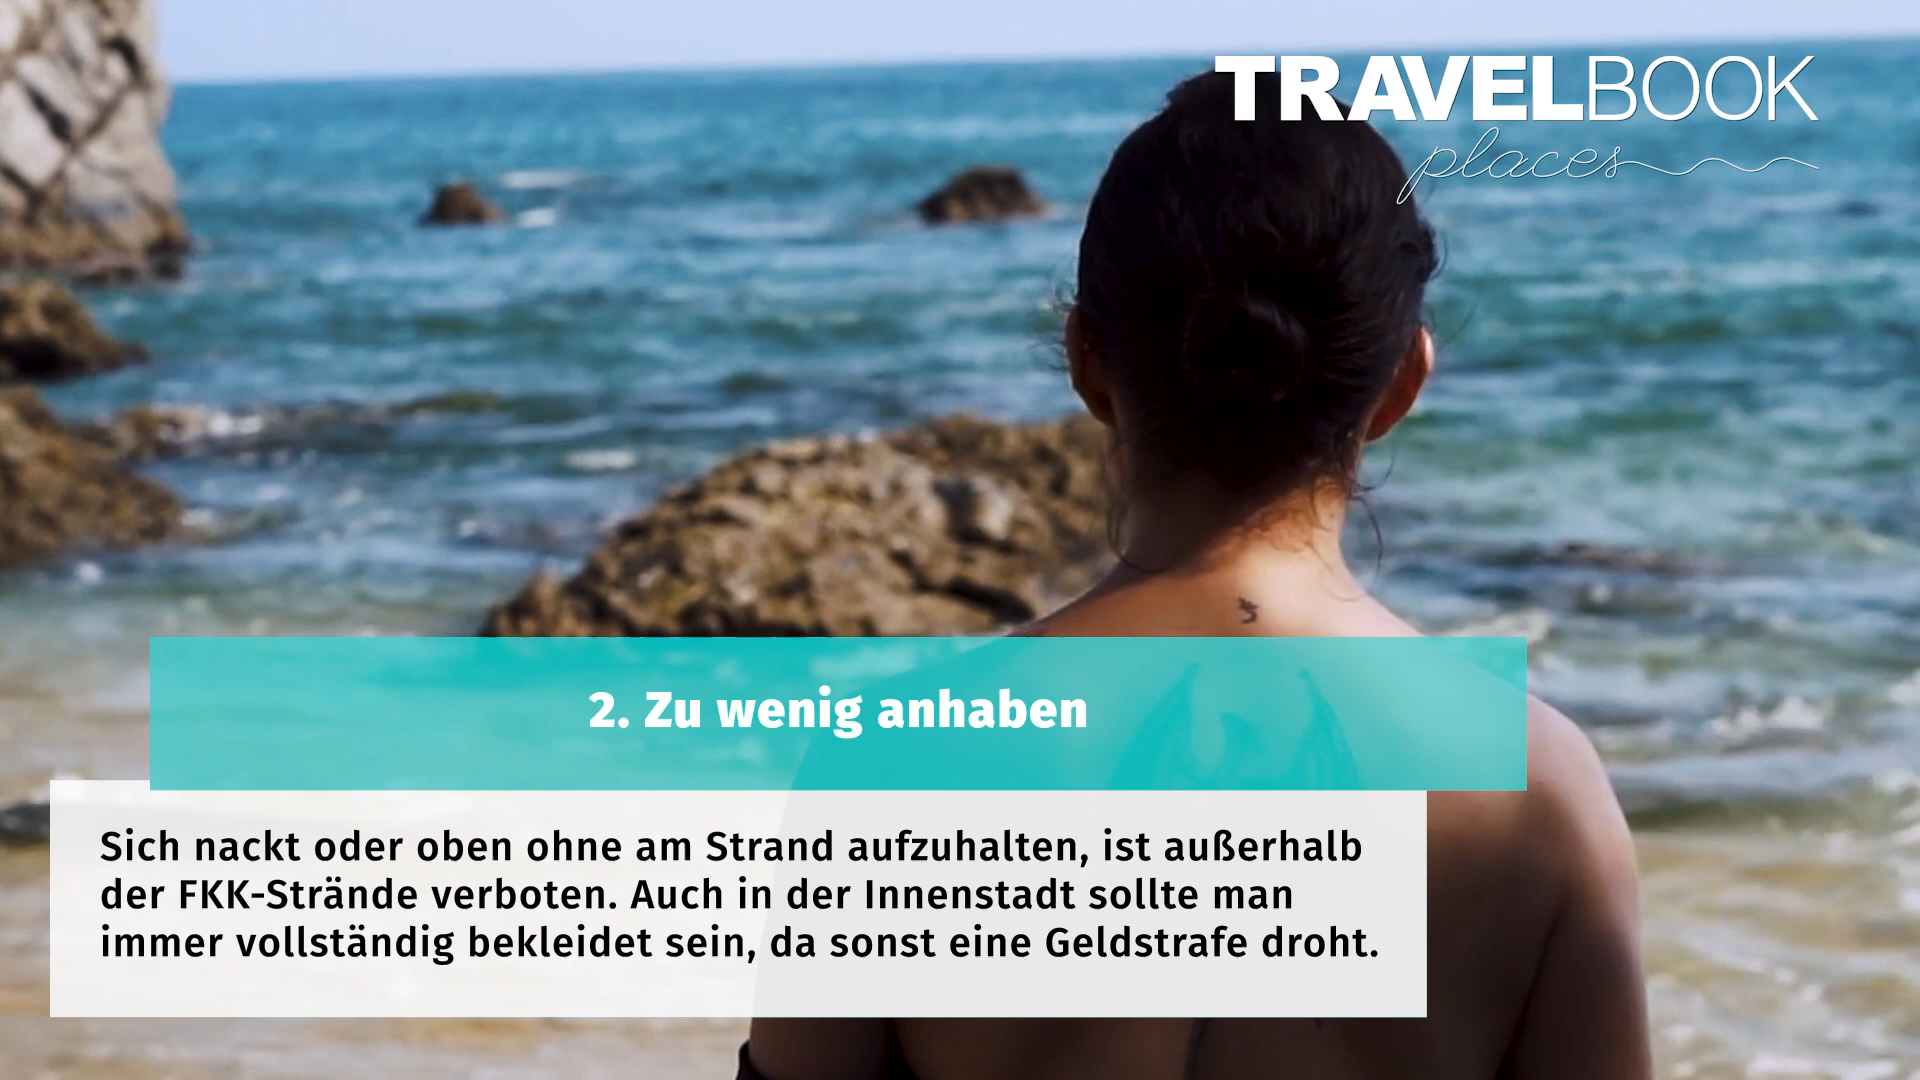 TRAVELBOOK
places
2. Zu wenig anhaben
Sich nackt oder oben ohne am Strand aufzuhalten, ist außerhalb
der FKK-Strände verboten. Auch in der Innenstadt sollte man
immer vollständig bekleidet sein, da sonst eine Geldstrafe droht.